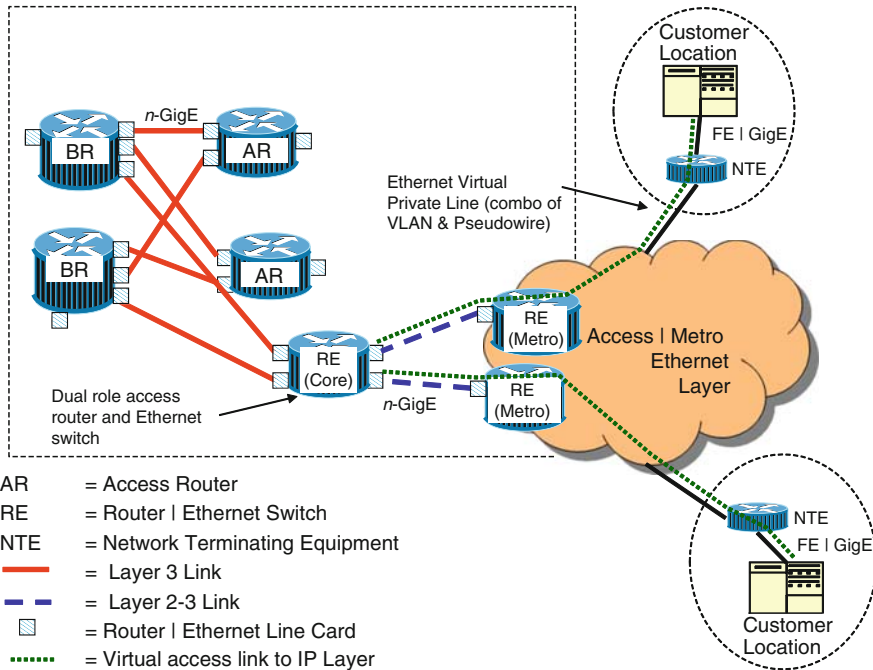 Customer
Location
FE | GigE
NTE
n-GigE
BR
AR
Ethernet Virtual
Private Line (combo of
VLAN & Pseudowire)
BR
AR
RE
(Metro)
Access | Metro
Ethernet
Layer
RE
(Core)
RE
(Metro)
Dual role access
router and Ethernet
switch
n-GigE
AR = Access Router
RE = Router | Ethernet Switch
NTE = Network Terminating Equipment
= Layer 3 Link
= Layer 2-3 Link
= Router | Ethernet Line Card
= Virtual access link to IP Layer
NTE
FE | GigE
Customer
Location